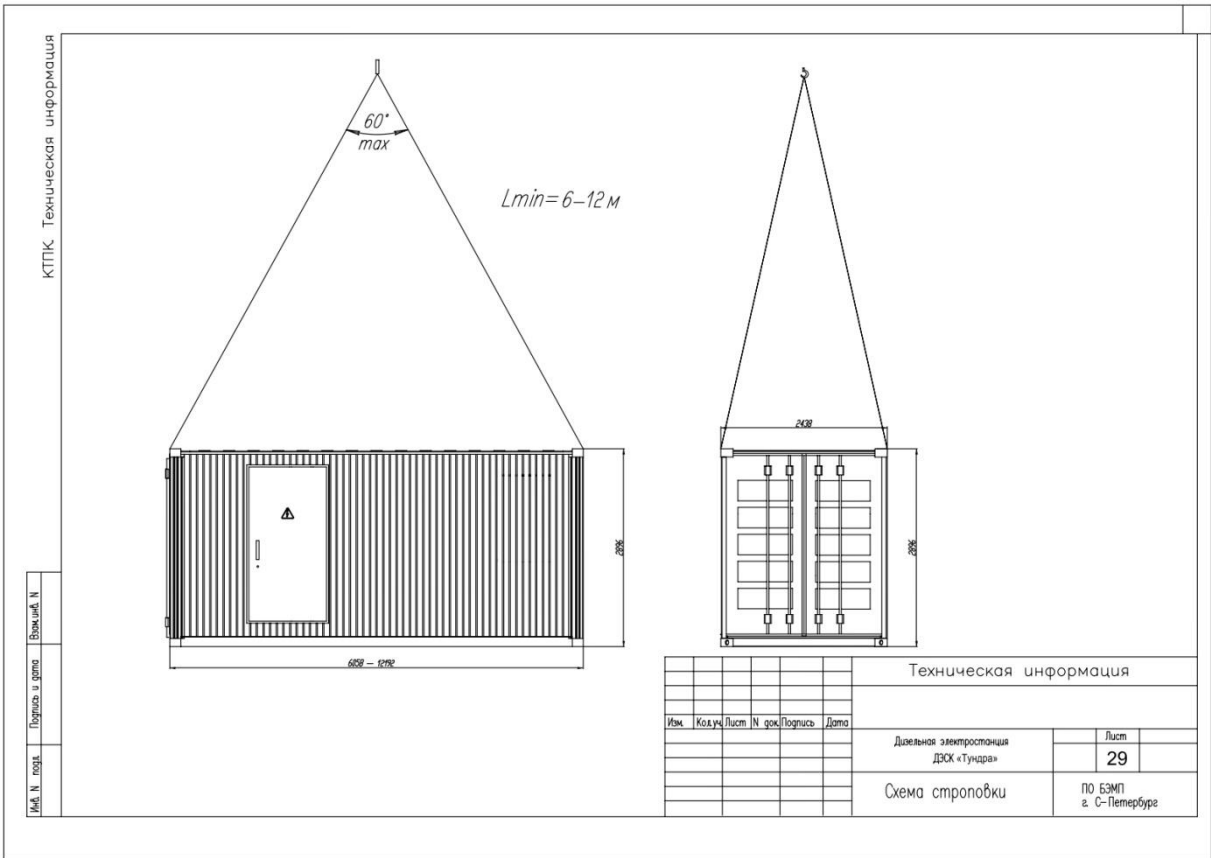 КТПК. Техническая информация
60°
max
Lmin= 6–12 м
2896
6058 – 12192
2438
2896
Взам.инв. N
Подпись и дата
Инв. N подл.
Техническая информация
Изм. Кол.уч Лист N док. Подпись Дата
Дизельная электростанция
ДЭСК «Тундра»
Лист
29
Схема строповки
ПО БЭМП
г. С–Петербург